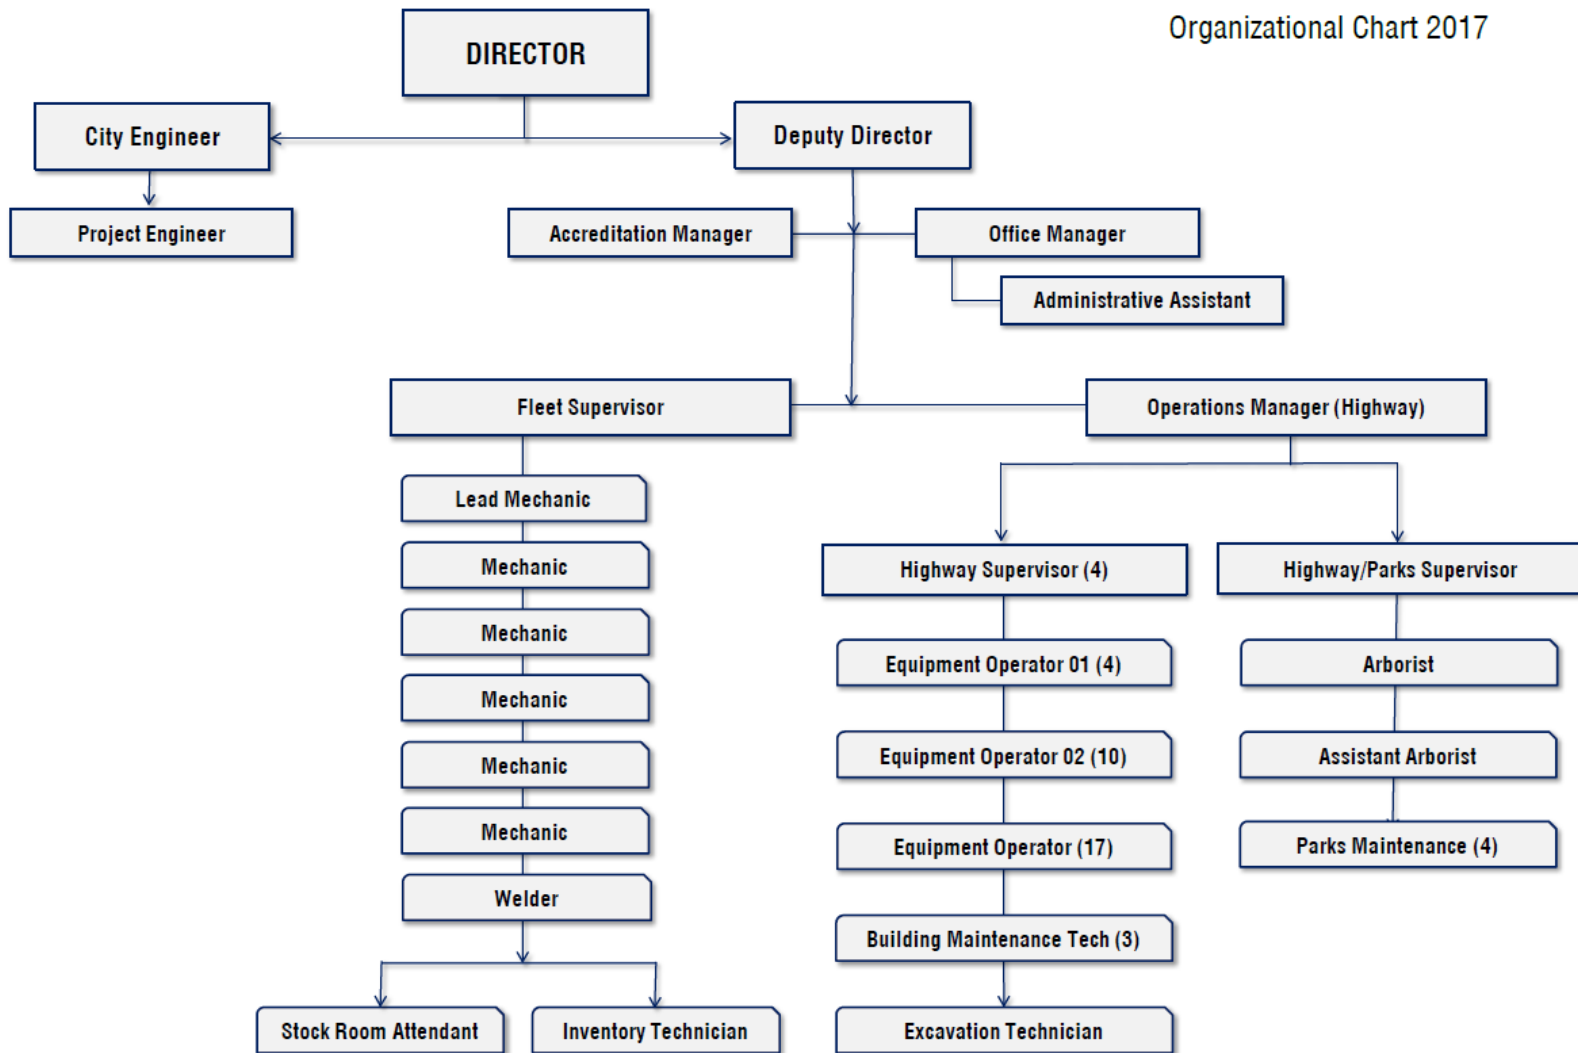 Organizational Chart 2017
DIRECTOR
City Engineer
Deputy Director
Project Engineer
Accreditation Manager
Office Manager
Administrative Assistant
Fleet Supervisor
Operations Manager (Highway)
Lead Mechanic
Mechanic
Mechanic
Mechanic
Mechanic
Mechanic
Welder
Stock Room Attendant
Inventory Technician
Highway Supervisor (4)
Equipment Operator 01 (4)
Equipment Operator 02 (10)
Equipment Operator (17)
Building Maintenance Tech (3)
Excavation Technician
Highway/Parks Supervisor
Arborist
Assistant Arborist
Parks Maintenance (4)